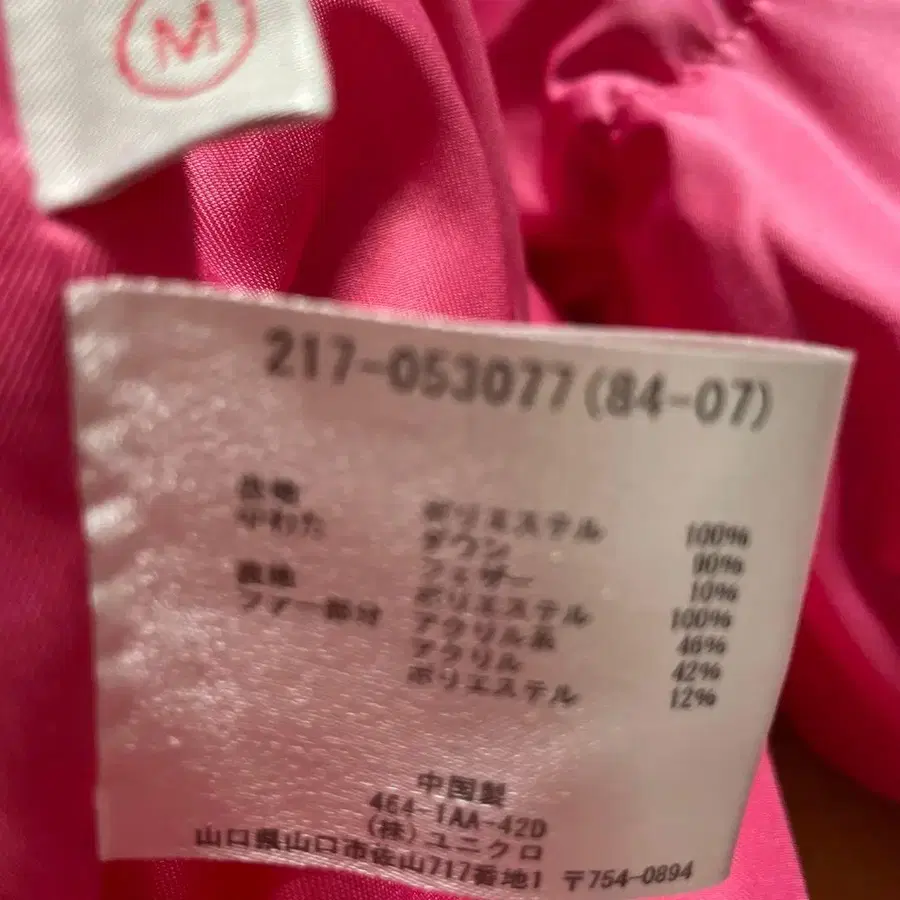 M
217-053077(84-07)
表地 ポリエステル 100%
中わた ダウン 90%
フェザー 10%
裏地 ポリエステル 100%
ファー部分 アクリル系 46%
アクリル 42%
ポリエステル 12%
中国製
464-1AA-42D
(株)ユニクロ
山口県山口市佐山717番地1 〒754-0894